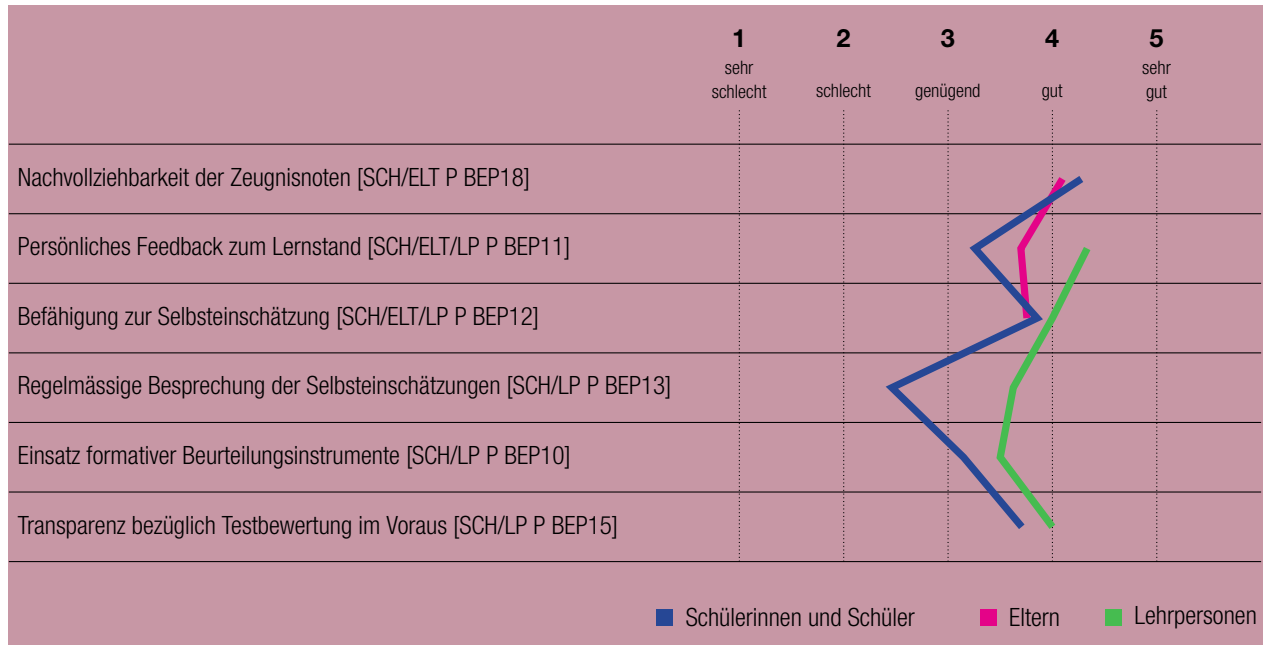 1 2 3 4 5
sehr schlecht schlecht genügend gut sehr gut
Nachvollziehbarkeit der Zeugnisnoten [SCH/ELT P BEP18]
Persönliches Feedback zum Lernstand [SCH/ELT/LP P BEP11]
Befähigung zur Selbsteinschätzung [SCH/ELT/LP P BEP12]
Regelmässige Besprechung der Selbsteinschätzungen [SCH/LP P BEP13]
Einsatz formativer Beurteilungsinstrumente [SCH/LP P BEP10]
Transparenz bezüglich Testbewertung im Voraus [SCH/LP P BEP15]
Schülerinnen und Schüler Eltern Lehrpersonen